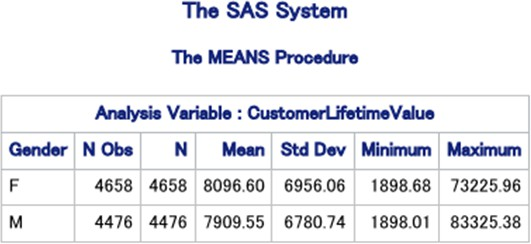 The SAS System
The MEANS Procedure
Analysis Variable : CustomerLifetimeValue
Gender N Obs N Mean Std Dev Minimum Maximum
F 4658 4658 8096.60 6956.06 1898.68 73225.96
M 4476 4476 7909.55 6780.74 1898.01 83325.38